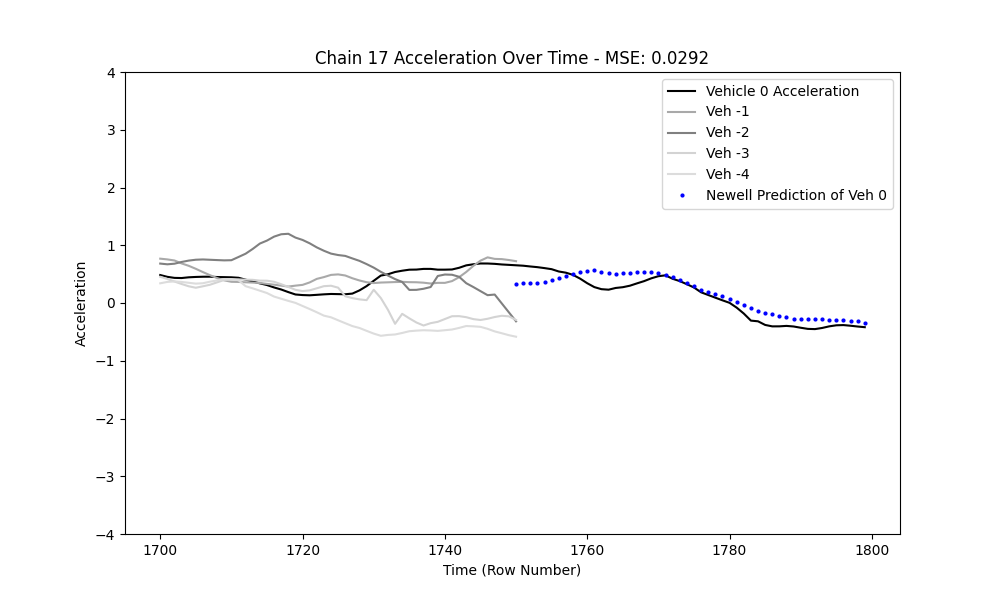 Chain 17 Acceleration Over Time - MSE: 0.0292
Acceleration
4
3
2
1
0
−1
−2
−3
−4
Vehicle 0 Acceleration
Veh -1
Veh -2
Veh -3
Veh -4
Newell Prediction of Veh 0
1700 1720 1740 1760 1780 1800
Time (Row Number)